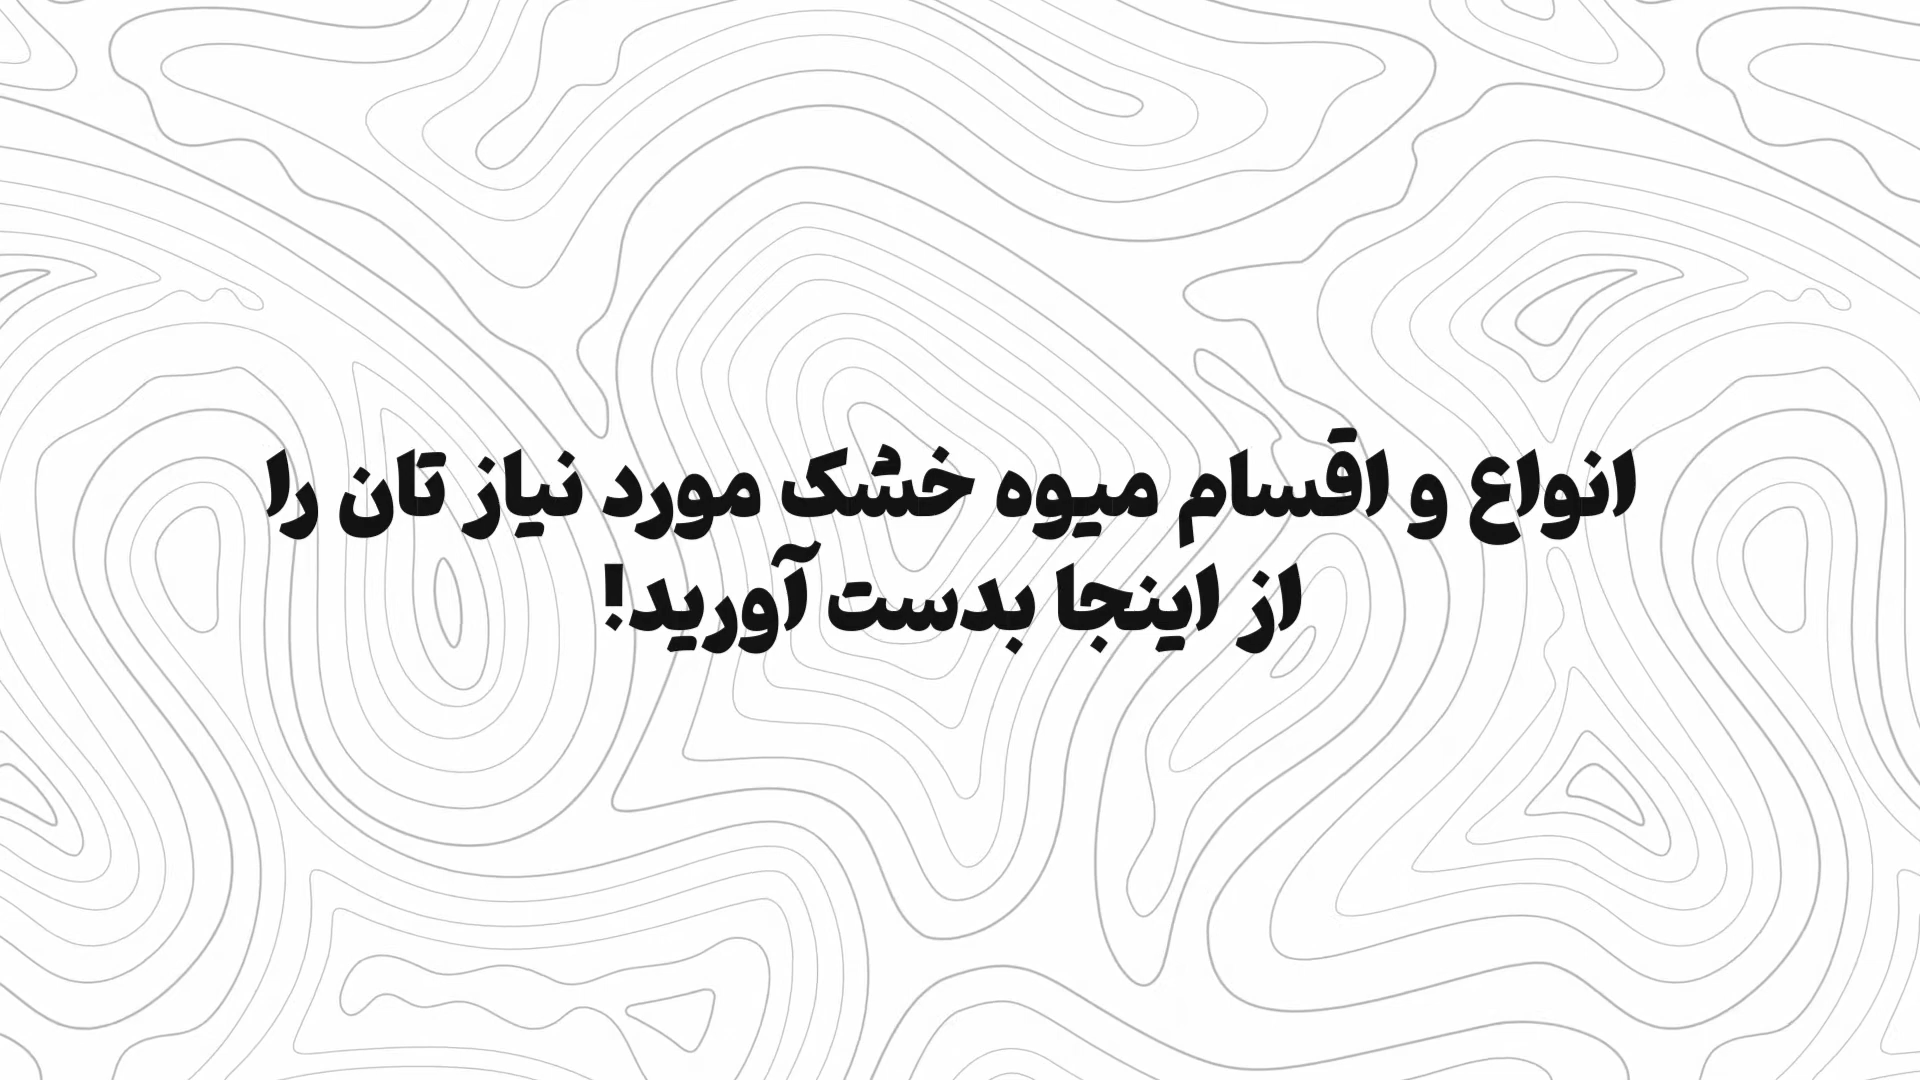 انواع و اقسام میوه خشک مورد نیاز تان را
از اینجا بدست آورید!